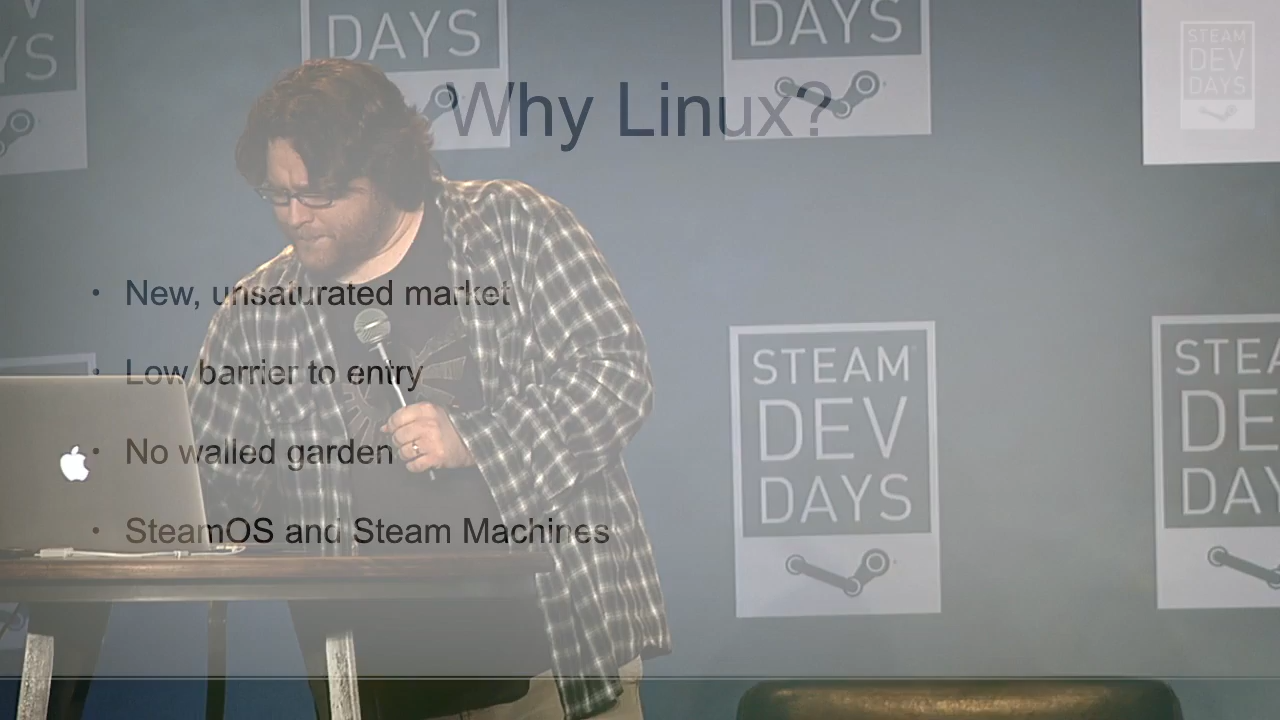 V
YS
DAYS
DAYS
STEAM
DEV
DAYS
Why Linux?
• New, unsaturated market
• Low barrier to entry
• No walled garden
• SteamOS and Steam Machines
STEAM
DEV
DAYS
STEA
DE
DAY